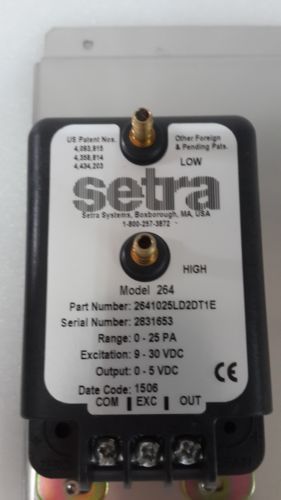 US Patent Nos.
4,093,915
4,358,814
4,434,203
Other Foreign
& Pending Pats.
LOW
setra
Setra Systems, Boxborough, MA, USA
1-800-257-3872
HIGH
Model 264
Part Number: 2641025LD2DT1E
Serial Number: 2831653
Range: 0 - 25 PA
Excitation: 9 - 30 VDC
Output: 0 - 5 VDC
Date Code: 1506
CE
COM EXC OUT